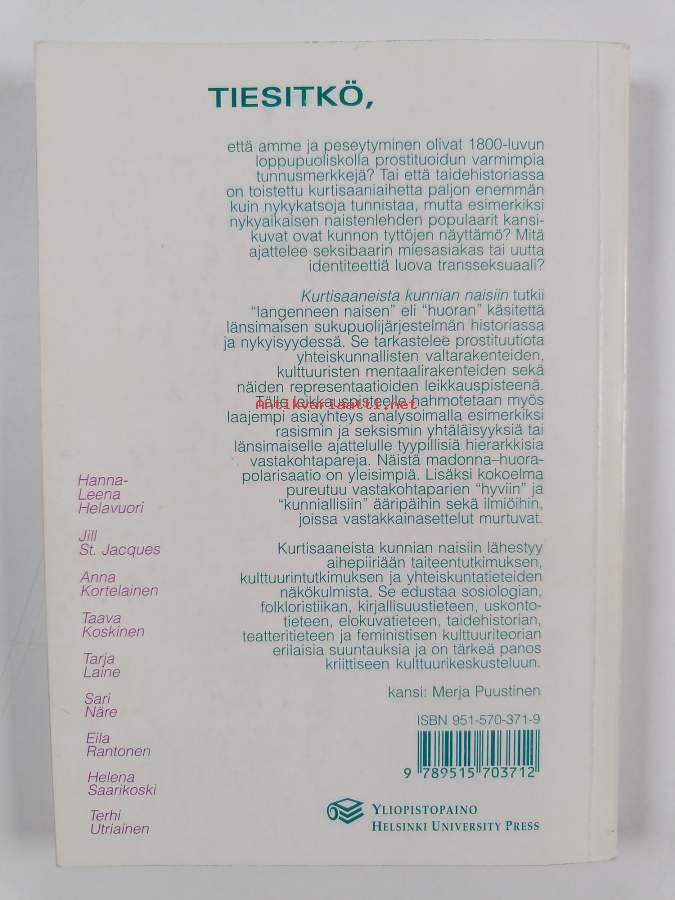 TIESITKÖ,
että amme ja peseytyminen olivat 1800-luvun
loppupuoliskolla prostituoidun varmimpia
tunnusmerkkejä? Tai että taidehistoriassa
on toistettu kurtisaaniaihetta paljon enemmän
kuin nykykatsoja tunnistaa, mutta esimerkiksi
nykyaikaisen naistenlehden populaarit kansi-
kuvat ovat kunnon tyttöjen näyttämö? Mitä
ajattelee seksibaarin miesasiakas tai uutta
identiteettiä luova transseksuaali?
Kurtisaaneista kunnian naisiin tutkii
"langenneen naisen" eli "huoran" käsitettä
länsimaisen sukupuolijärjestelmän historiassa
ja nykyisyydessä. Se tarkastelee prostituutiota
yhteiskunnallisten valtarakenteiden,
kulttuuristen mentaalirakenteiden sekä
näiden representaatioiden leikkauspisteenä.
Tälle leikkauspisteelle hahmotetaan myös
Antikvariaatti.net
laajempi asiayhteys analysoimalla esimerkiksi
rasismin ja seksismin yhtäläisyyksiä tai
länsimaiselle ajattelulle tyypillisiä hierarkkisia
vastakohtapareja. Näistä madonna–huora-
polarisaatio on yleisimpiä. Lisäksi kokoelma
pureutuu vastakohtaparien "hyviin" ja
"kunniallisiin" ääripäihin sekä ilmiöihin,
joissa vastakkainasettelut murtuvat.
Kurtisaaneista kunnian naisiin lähestyy
aihepiiriään taiteentutkimuksen,
kulttuurintutkimuksen ja yhteiskuntatieteiden
näkökulmista. Se edustaa sosiologian,
folkloristiikan, kirjallisuustieteen, uskonto-
tieteen, elokuvatieteen, taidehistorian,
teatteritieteen ja feministisen kulttuuriteorian
erilaisia suuntauksia ja on tärkeä panos
kriittiseen kulttuurikeskusteluun.
kansi: Merja Puustinen
ISBN 951-570-371-9
9 789515 703712
YLIOPISTOPAINO
HELSINKI UNIVERSITY PRESS
Hanna-
Leena
Helavuori
Jill
St. Jacques
Anna
Kortelainen
Taava
Koskinen
Tarja
Laine
Sari
Näre
Eila
Rantonen
Helena
Saarikoski
Terhi
Utriainen